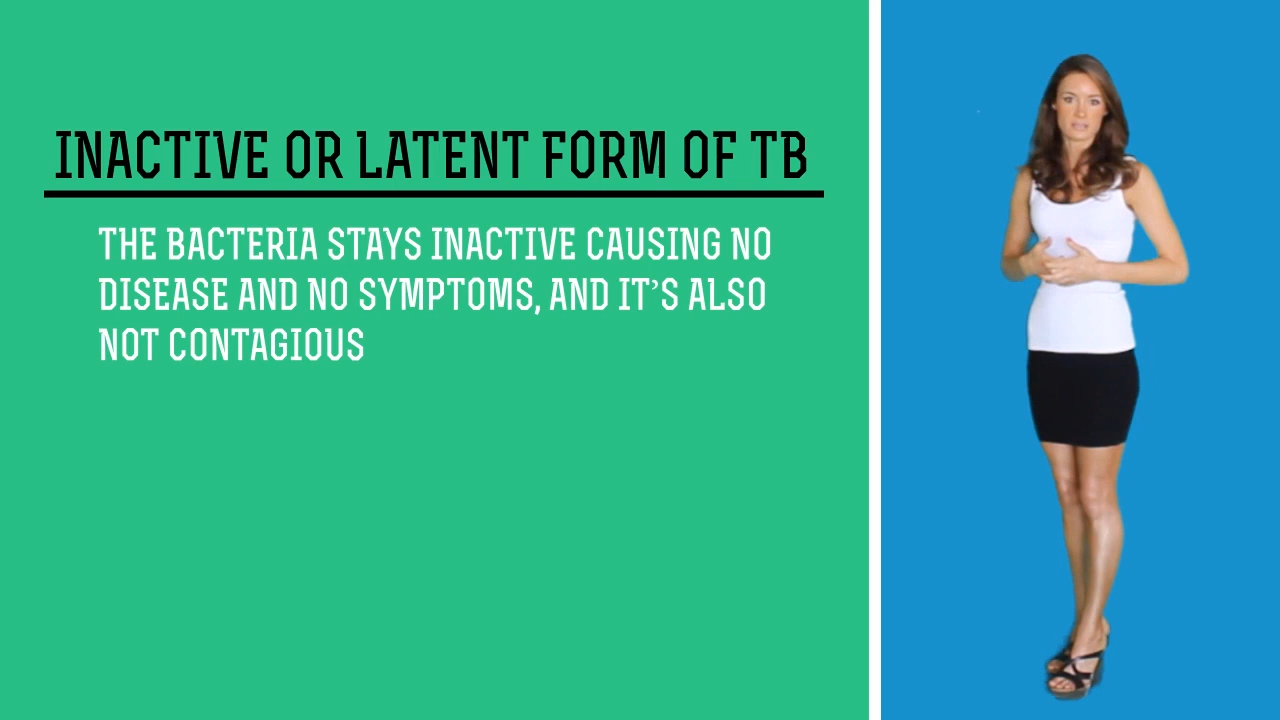 INACTIVE OR LATENT FORM OF TB
THE BACTERIA STAYS INACTIVE CAUSING NO
DISEASE AND NO SYMPTOMS, AND IT'S ALSO
NOT CONTAGIOUS